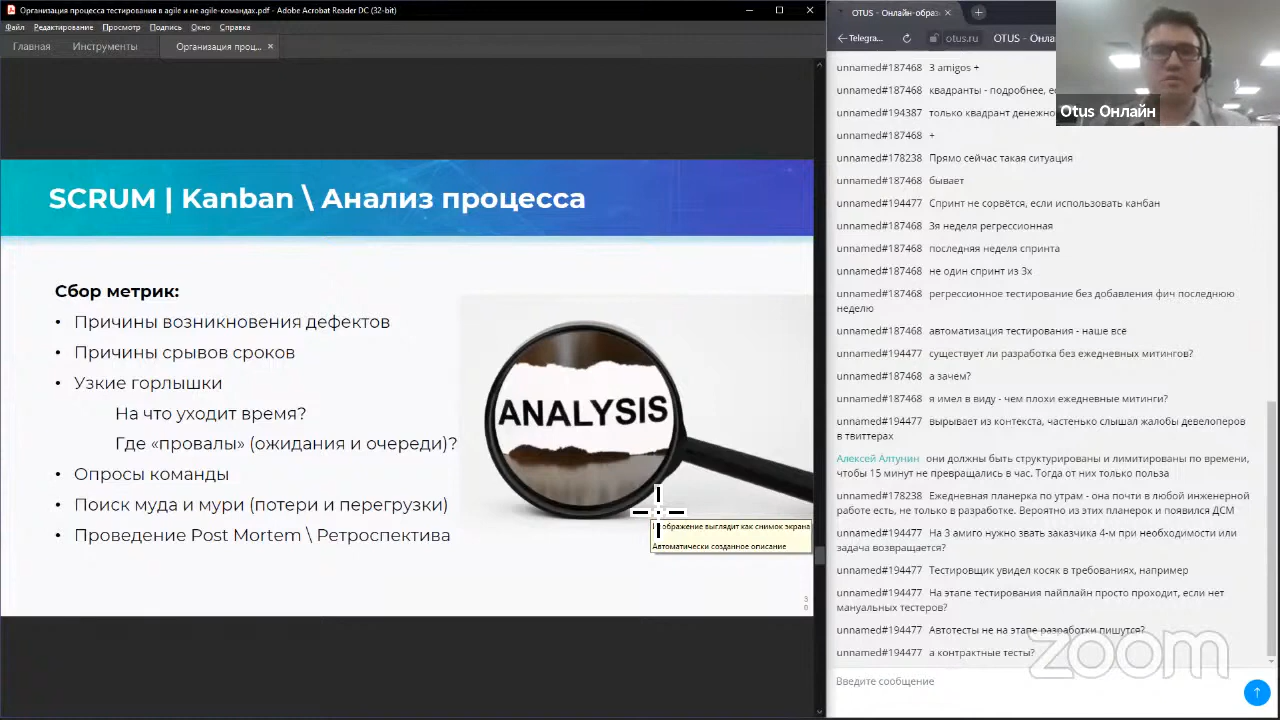 Организация процесса тестирования в agile и не agile-командах.pdf - Adobe Acrobat Reader DC (32-bit)
Файл Редактирование Просмотр Подпись Окно Справка
Главная Инструменты Организация проц... ×
SCRUM | Kanban \ Анализ процесса
Сбор метрик:
• Причины возникновения дефектов
• Причины срывов сроков
• Узкие горлышки
На что уходит время?
Где «провалы» (ожидания и очереди)?
• Опросы команды
• Поиск муда и мури (потери и перегрузки)
• Проведение Post Mortem \ Ретроспектива
ANALYSIS
ображение выглядит как снимок экрана
Автоматически созданное описание
3
0
OTUS - Онлайн-образ
Telegra... otus.ru OTUS - Онла
Otus Онлайн
unnamed#187468 3 amigos +
unnamed#187468 квадранты - подробнее,
unnamed#194387 только квадрант денежно
unnamed#187468 +
unnamed#178238 Прямо сейчас такая ситуация
unnamed#187468 бывает
unnamed#194477 Спринт не сорвётся, если использовать канбан
unnamed#187468 3я неделя регрессионная
unnamed#187468 последняя неделя спринта
unnamed#187468 не один спринт из 3х
unnamed#187468 регрессионное тестирование без добавления фич последнюю
неделю
unnamed#187468 автоматизация тестирования - наше всё
unnamed#194477 существует ли разработка без ежедневных митингов?
unnamed#187468 а зачем?
unnamed#187468 я имел в виду - чем плохи ежедневные митинги?
unnamed#194477 вырывает из контекста, частенько слышал жалобы девелоперов
в твиттерах
Алексей Алтунин они должны быть структурированы и лимитированы по времени,
чтобы 15 минут не превращались в час. Тогда от них только польза
unnamed#178238 Ежедневная планерка по утрам - она почти в любой инженерной
работе есть, не только в разработке. Вероятно из этих планерок и появился ДСМ
unnamed#194477 На 3 амиго нужно звать заказчика 4-м при необходимости или
задача возвращается?
unnamed#194477 Тестировщик увидел косяк в требованиях, например
unnamed#194477 На этапе тестирования пайплайн просто проходит, если нет
мануальных тестеров?
unnamed#194477 Автотесты не на этапе разработки пишутся?
unnamed#194477 а контрактные тесты?
zoom
Введите сообщение